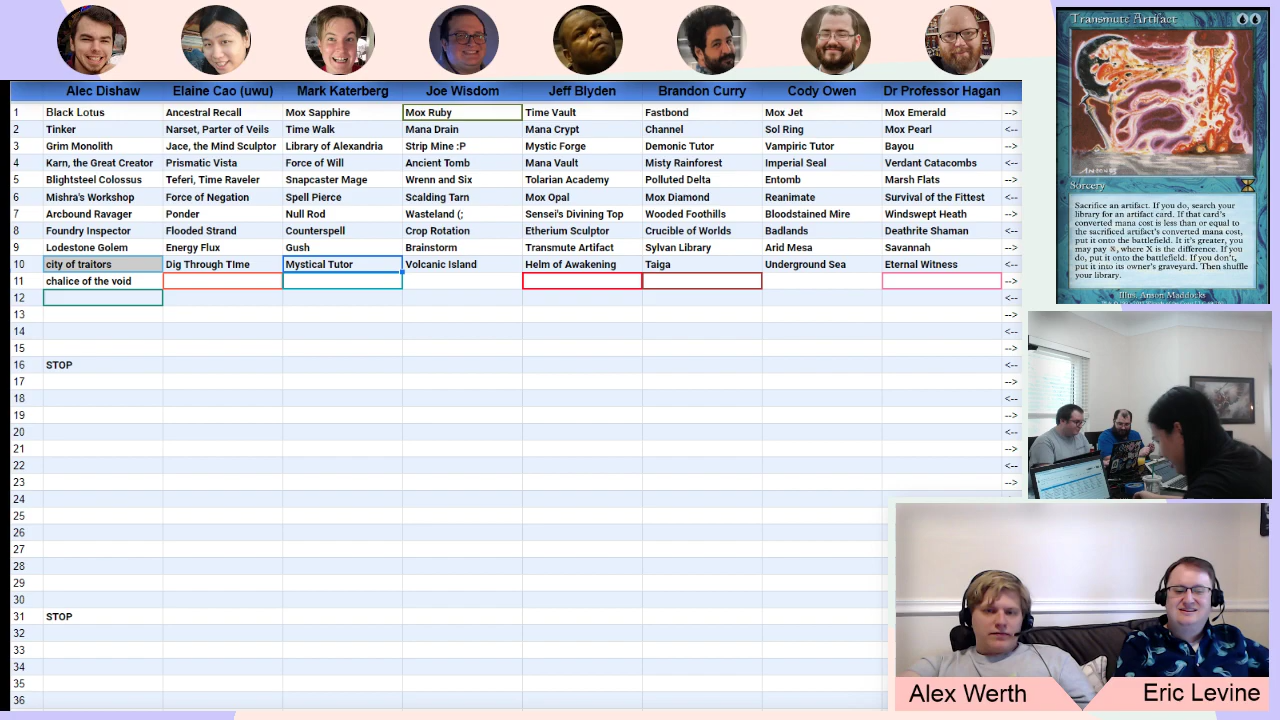 Alec Dishaw Elaine Cao (uwu) Mark Katerberg Joe Wisdom Jeff Blyden Brandon Curry Cody Owen Dr Professor Hagan
1 Black Lotus Ancestral Recall Mox Sapphire Mox Ruby Time Vault Fastbond Mox Jet Mox Emerald -->
2 Tinker Narset, Parter of Veils Time Walk Mana Drain Mana Crypt Channel Sol Ring Mox Pearl <--
3 Grim Monolith Jace, the Mind Sculptor Library of Alexandria Strip Mine :P Mystic Forge Demonic Tutor Vampiric Tutor Bayou -->
4 Karn, the Great Creator Prismatic Vista Force of Will Ancient Tomb Mana Vault Misty Rainforest Imperial Seal Verdant Catacombs <--
5 Blightsteel Colossus Teferi, Time Raveler Snapcaster Mage Wrenn and Six Tolarian Academy Polluted Delta Entomb Marsh Flats -->
6 Mishra's Workshop Force of Negation Spell Pierce Scalding Tarn Mox Opal Mox Diamond Reanimate Survival of the Fittest <--
7 Arcbound Ravager Ponder Null Rod Wasteland (; Sensei's Divining Top Wooded Foothills Bloodstained Mire Windswept Heath -->
8 Foundry Inspector Flooded Strand Counterspell Crop Rotation Etherium Sculptor Crucible of Worlds Badlands Deathrite Shaman <--
9 Lodestone Golem Energy Flux Gush Brainstorm Transmute Artifact Sylvan Library Arid Mesa Savannah -->
10 city of traitors Dig Through TIme Mystical Tutor Volcanic Island Helm of Awakening Taiga Underground Sea Eternal Witness <--
11 chalice of the void -->
12 <--
13 -->
14 <--
15 -->
16 STOP <--
17 -->
18 <--
19 -->
20 <--
21 -->
22 <--
23 -->
24
25
26
27
28
29
30
31 STOP
32
33
34
35
36
Transmute Artifact
Sorcery
Sacrifice an artifact. If you do, search your
library for an artifact card. If that card's
converted mana cost is less than or equal to
the sacrificed artifact's converted mana cost,
put it onto the battlefield. If it's greater, you
may pay X, where X is the difference. If you
do, put it onto the battlefield. If you don't,
put it into its owner's graveyard. Then shuffle
your library.
Illus. Anson Maddocks
Alex Werth
Eric Levine